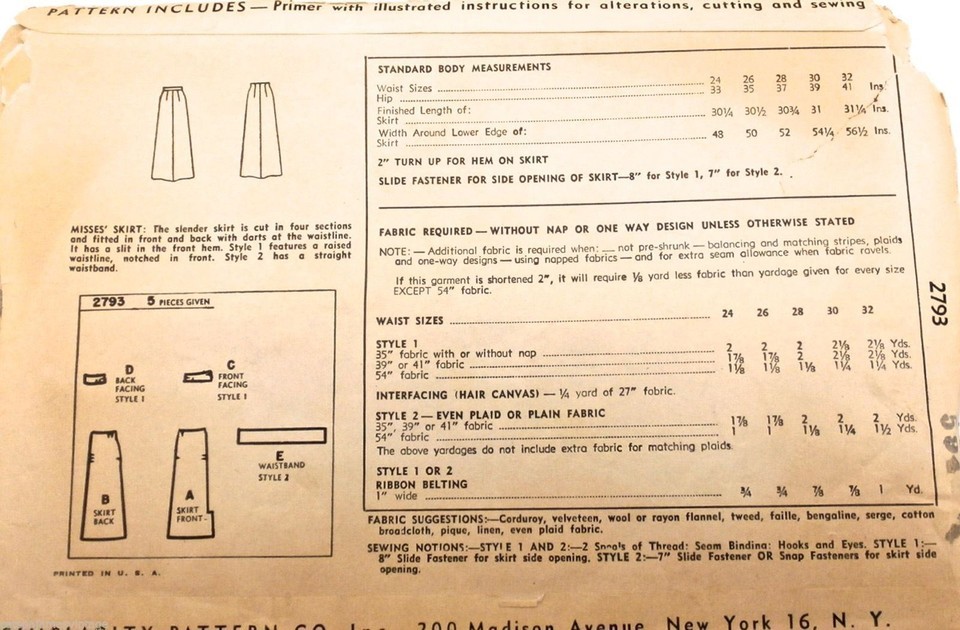 PATTERN INCLUDES — Primer with illustrated instructions for alterations, cutting and sewing
MISSES' SKIRT: The slender skirt is cut in four sections
and fitted in front and back with darts at the waistline.
It has a slit in the front hem. Style 1 features a raised
waistline, notched in front. Style 2 has a straight
waistband.
2793 5 PIECES GIVEN
D
BACK
FACING
STYLE 1
C
FRONT
FACING
STYLE 1
B
SKIRT
BACK
A
SKIRT
FRONT-
E
WAISTBAND
STYLE 2
PRINTED IN U. S. A.
STANDARD BODY MEASUREMENTS
Waist Sizes 24 26 28 30 32
Hip 33 35 37 39 41 Ins.
Finished Length of:
Skirt 30¼ 30½ 30¾ 31 31¼ Ins.
Width Around Lower Edge of:
Skirt 48 50 52 54¼ 56½ Ins.
2" TURN UP FOR HEM ON SKIRT
SLIDE FASTENER FOR SIDE OPENING OF SKIRT—8" for Style 1, 7" for Style 2.
FABRIC REQUIRED — WITHOUT NAP OR ONE WAY DESIGN UNLESS OTHERWISE STATED
NOTE: — Additional fabric is required when: — not pre-shrunk — balancing and matching stripes, plaids
and one-way designs — using napped fabrics — and for extra seam allowance when fabric ravels.
If this garment is shortened 2", it will require ⅛ yard less fabric than yardage given for every size
EXCEPT 54" fabric.
WAIST SIZES 24 26 28 30 32
STYLE 1
35" fabric with or without nap 2 2 2 2⅛ 2⅛ Yds.
39" or 41" fabric 1⅞ 1⅞ 2 2⅛ 2⅛ Yds.
54" fabric 1⅛ 1⅛ 1⅛ 1¼ 1¼ Yds.
INTERFACING (HAIR CANVAS) — ¼ yard of 27" fabric.
STYLE 2 — EVEN PLAID OR PLAIN FABRIC
35", 39" or 41" fabric 1⅞ 1⅞ 2 2 2 Yds.
54" fabric 1 1 1⅛ 1¼ 1½ Yds.
The above yardages do not include extra fabric for matching plaids.
STYLE 1 OR 2
RIBBON BELTING
1" wide ¾ ¾ ⅞ ⅞ 1 Yd.
2793
FABRIC SUGGESTIONS:—Corduroy, velveteen, wool or rayon flannel, tweed, faille, bengaline, serge, cotton
broadcloth, pique, linen, even plaid fabric.
SEWING NOTIONS:—STYLE 1 AND 2:—2 Spools of Thread: Seam Binding: Hooks and Eyes. STYLE 1:—
8" Slide Fastener for skirt side opening. STYLE 2:—7" Slide Fastener OR Snap Fasteners for skirt side
opening.
PATTERN CO. Inc. 200 Madison Avenue, New York 16, N. Y.